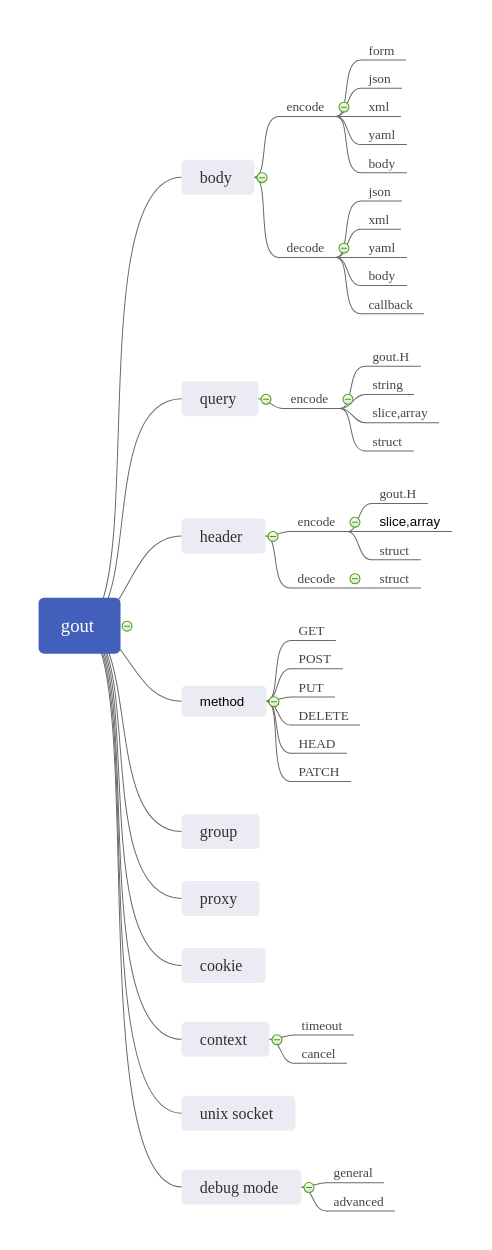 gout
body
encode
form
json
xml
yaml
body
decode
json
xml
yaml
body
callback
query
encode
gout.H
string
slice,array
struct
header
encode
gout.H
slice,array
struct
decode
struct
method
GET
POST
PUT
DELETE
HEAD
PATCH
group
proxy
cookie
context
timeout
cancel
unix socket
debug mode
general
advanced